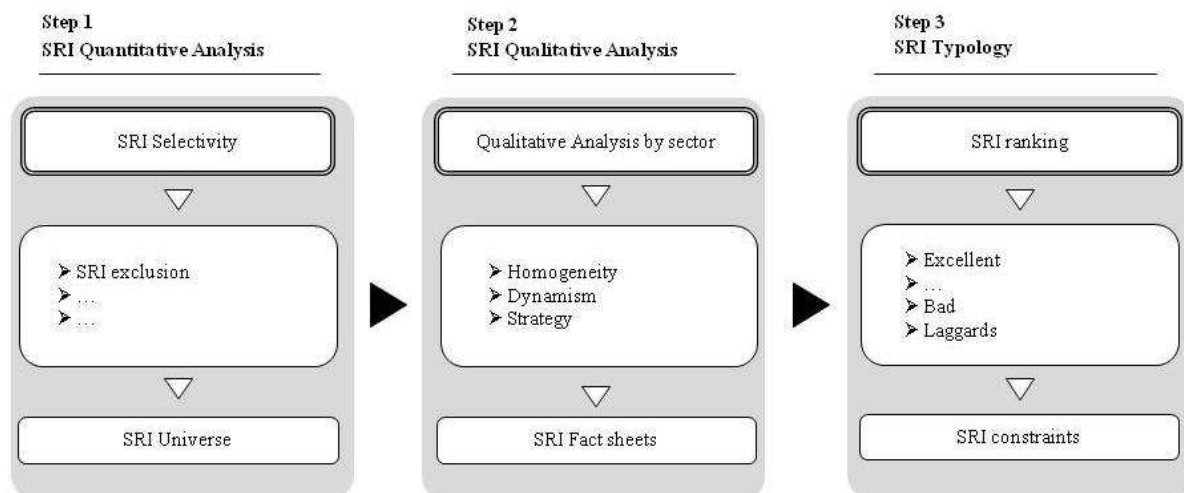 Step 1
SRI Quantitative Analysis
SRI Selectivity
➢ SRI exclusion
➢ …
➢ …
SRI Universe
Step 2
SRI Qualitative Analysis
Qualitative Analysis by sector
➢ Homogeneity
➢ Dynamism
➢ Strategy
SRI Fact sheets
Step 3
SRI Typology
SRI ranking
➢ Excellent
➢ …
➢ Bad
➢ Laggards
SRI constraints